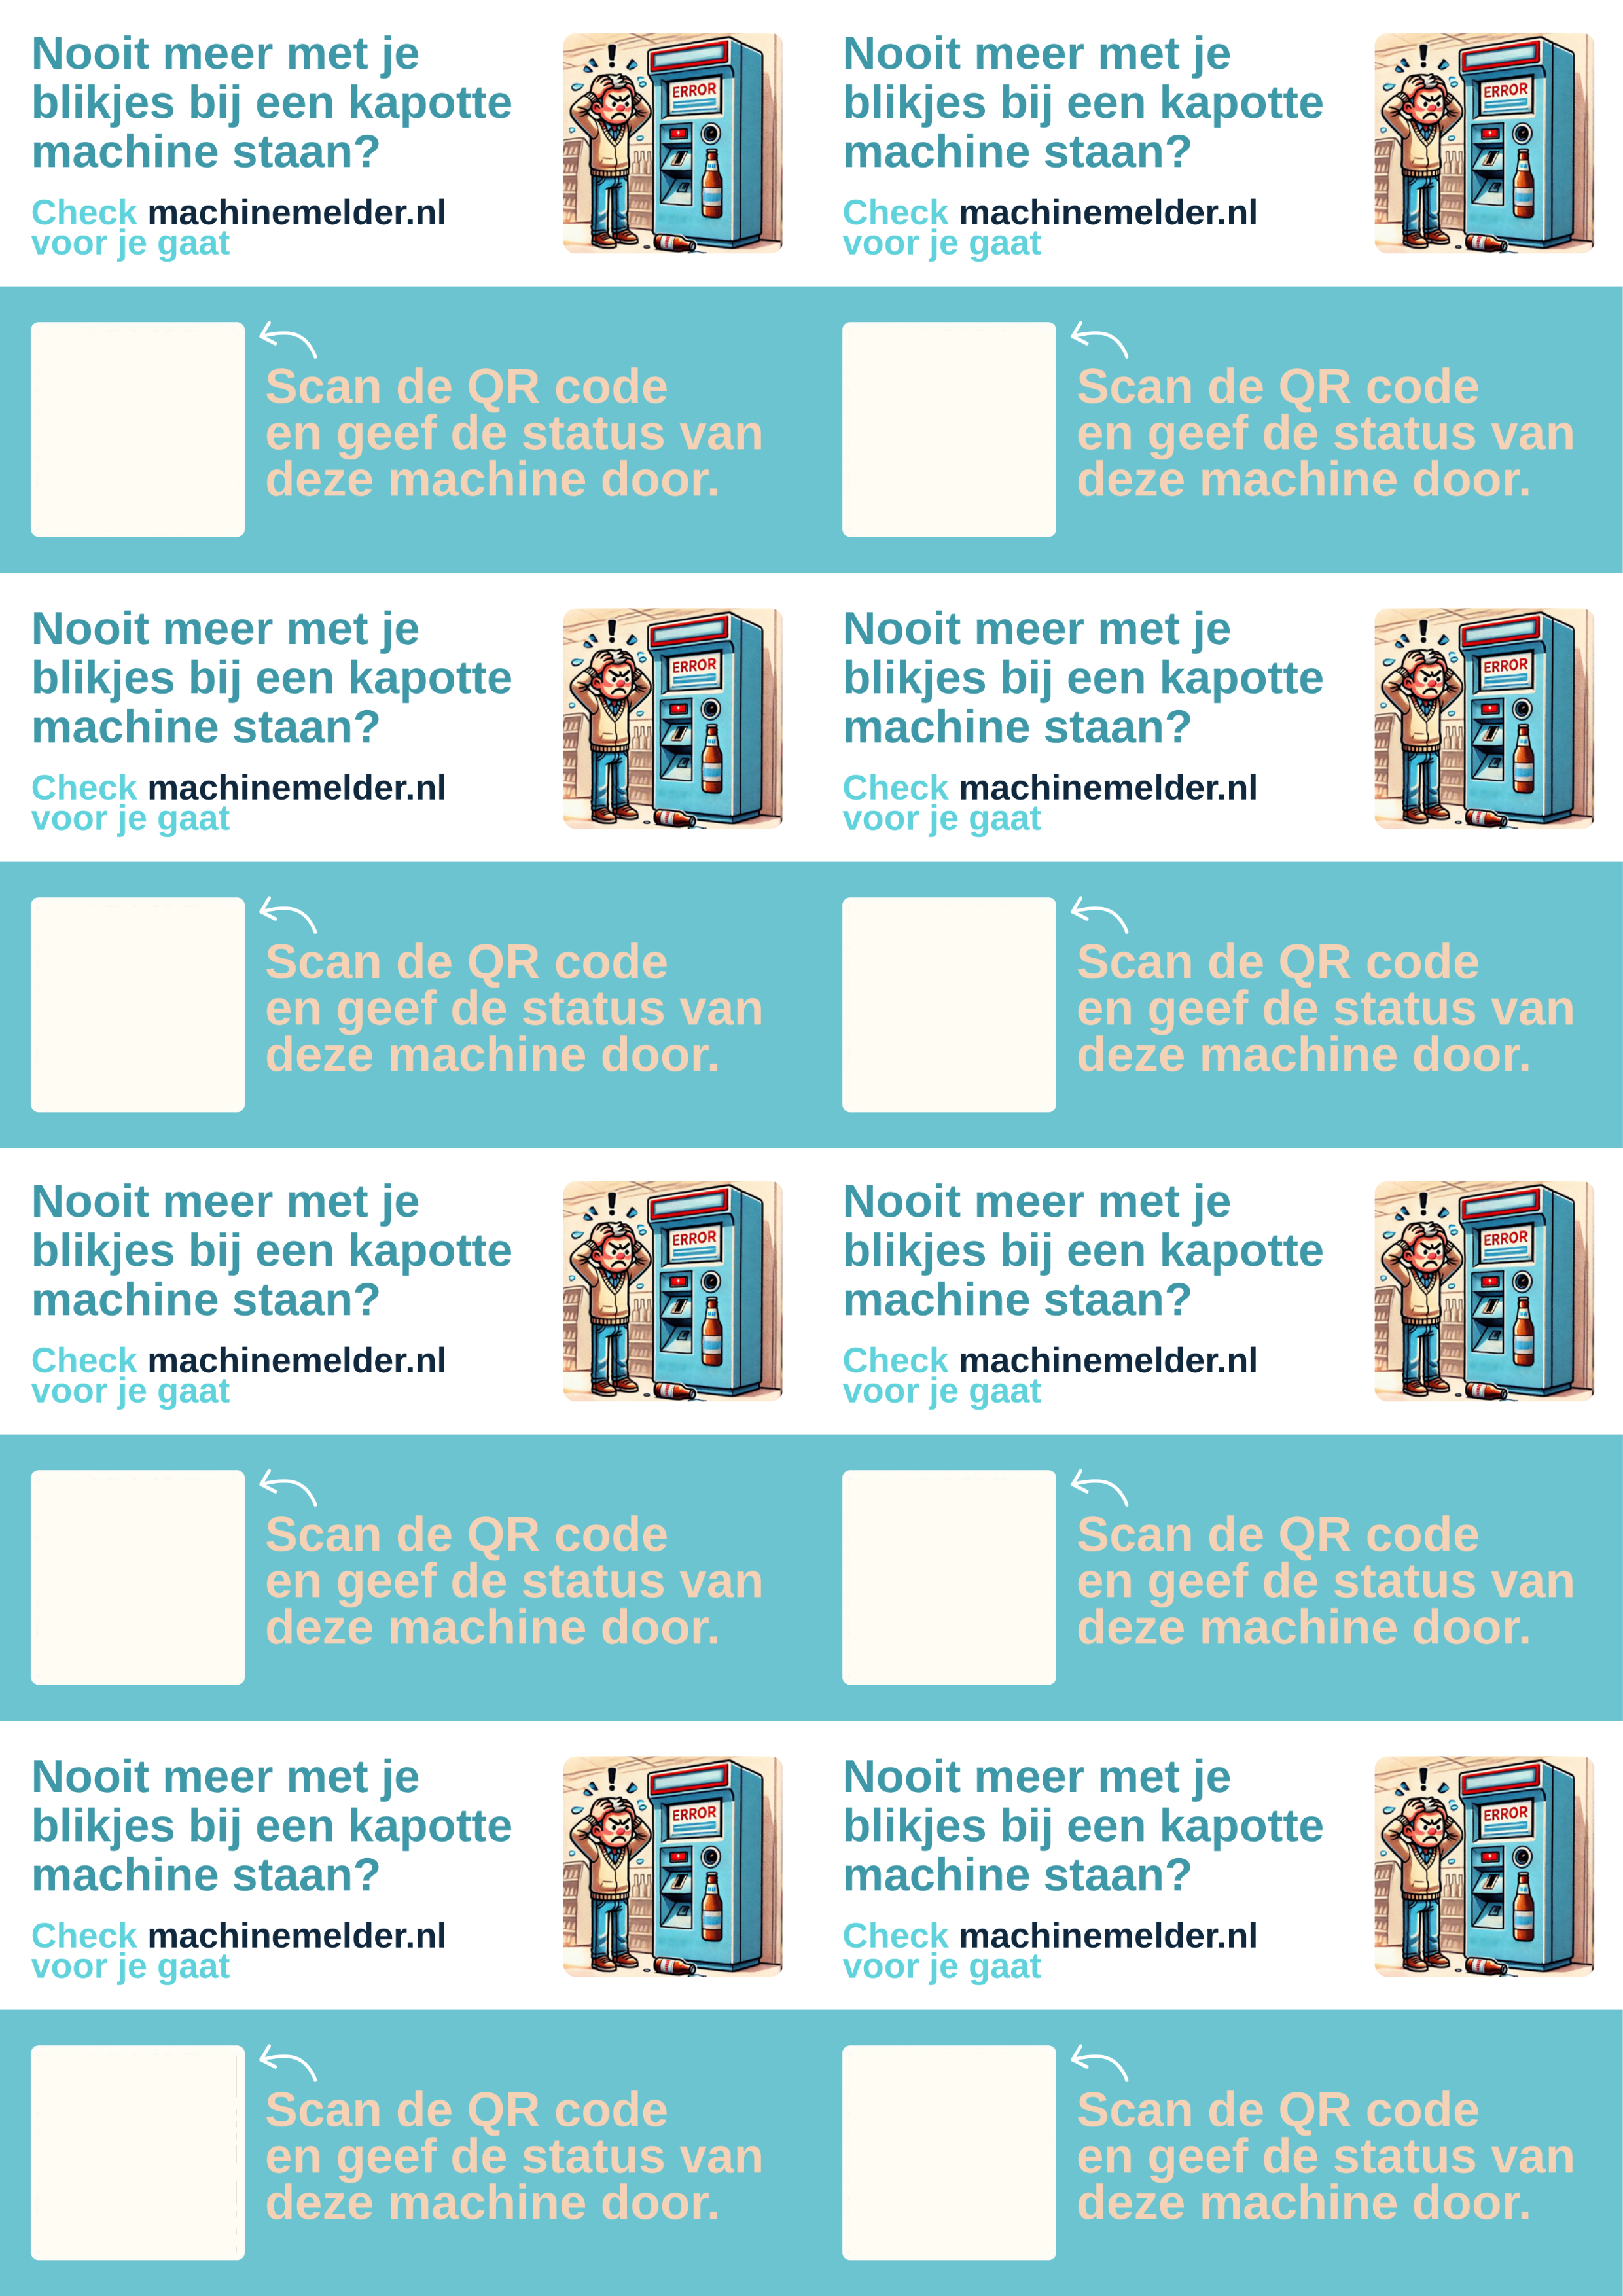 Nooit meer met je
blikjes bij een kapotte
machine staan?
Check machinemelder.nl
voor je gaat
ERROR
Nooit meer met je
blikjes bij een kapotte
machine staan?
Check machinemelder.nl
voor je gaat
ERROR
Scan de QR code
en geef de status van
deze machine door.
Scan de QR code
en geef de status van
deze machine door.
Nooit meer met je
blikjes bij een kapotte
machine staan?
Check machinemelder.nl
voor je gaat
ERROR
Nooit meer met je
blikjes bij een kapotte
machine staan?
Check machinemelder.nl
voor je gaat
ERROR
Scan de QR code
en geef de status van
deze machine door.
Scan de QR code
en geef de status van
deze machine door.
Nooit meer met je
blikjes bij een kapotte
machine staan?
Check machinemelder.nl
voor je gaat
ERROR
Nooit meer met je
blikjes bij een kapotte
machine staan?
Check machinemelder.nl
voor je gaat
ERROR
Scan de QR code
en geef de status van
deze machine door.
Scan de QR code
en geef de status van
deze machine door.
Nooit meer met je
blikjes bij een kapotte
machine staan?
Check machinemelder.nl
voor je gaat
ERROR
Nooit meer met je
blikjes bij een kapotte
machine staan?
Check machinemelder.nl
voor je gaat
ERROR
Scan de QR code
en geef de status van
deze machine door.
Scan de QR code
en geef de status van
deze machine door.